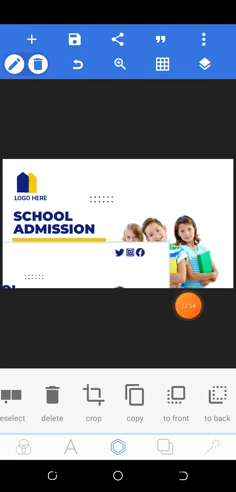 LOGO HERE
SCHOOL
ADMISSION
17:14
eselect
delete
crop
copy
to front
to back